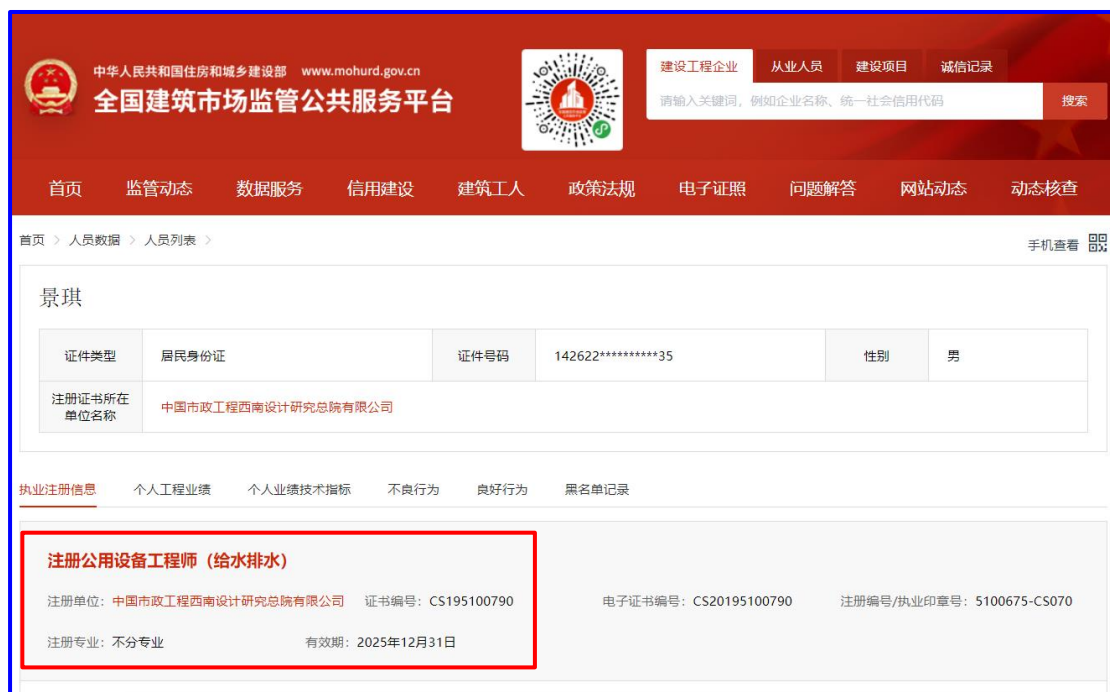 中华人民共和国住房和城乡建设部 www.mohurd.gov.cn
全国建筑市场监管公共服务平台
建设工程企业 从业人员 建设项目 诚信记录
请输入关键词，例如企业名称、统一社会信用代码 搜索
首页 监管动态 数据服务 信用建设 建筑工人 政策法规 电子证照 问题解答 网站动态 动态核查
首页 > 人员数据 > 人员列表 >
手机查看
景琪
证件类型 居民身份证 证件号码 142622**********35 性别 男
注册证书所在单位名称 中国市政工程西南设计研究总院有限公司
执业注册信息 个人工程业绩 个人业绩技术指标 不良行为 良好行为 黑名单记录
注册公用设备工程师（给水排水）
注册单位：中国市政工程西南设计研究总院有限公司 证书编号：CS195100790 电子证书编号：CS20195100790 注册编号/执业印章号：5100675-CS070
注册专业：不分专业 有效期：2025年12月31日